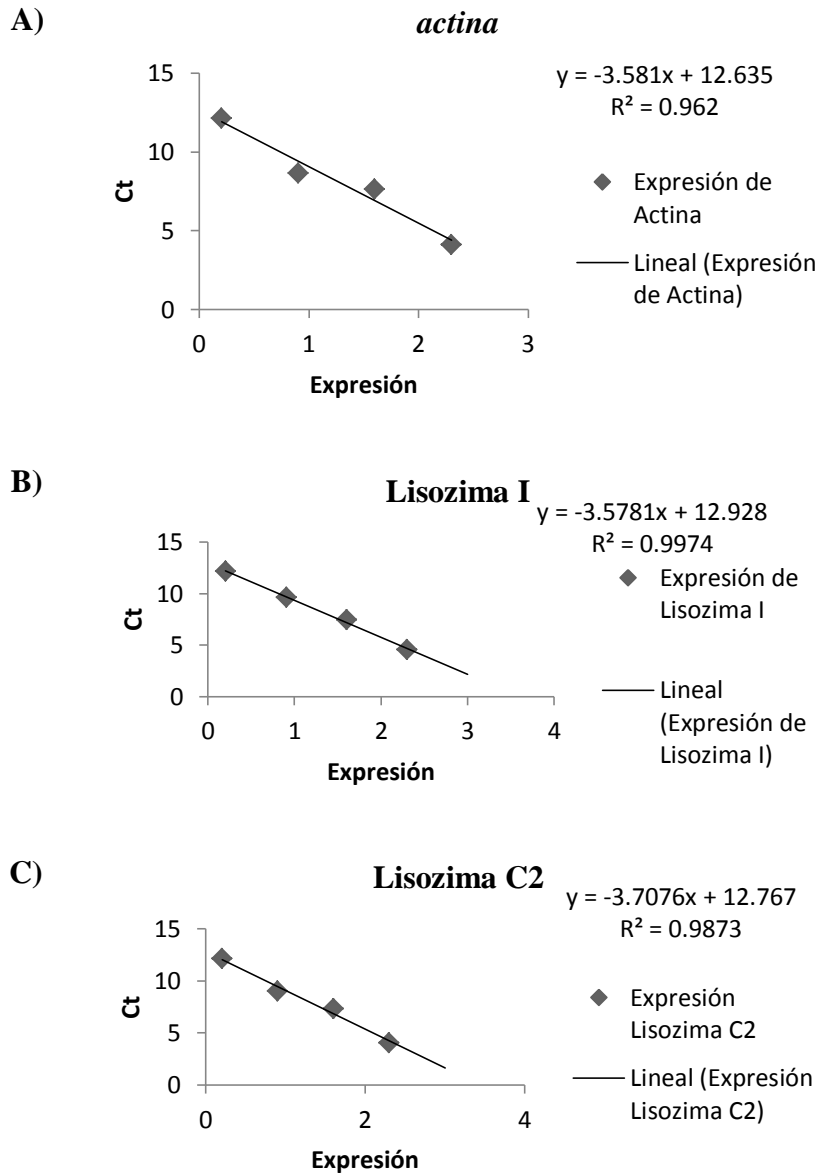 A)
actina
y = -3.581x + 12.635
R² = 0.962
15
10
5
0
Ct
0
1
2
3
Expresión
Expresión de
Actina
Lineal (Expresión
de Actina)
B)
Lisozima I
y = -3.5781x + 12.928
R² = 0.9974
15
10
5
0
Ct
0
1
2
3
4
Expresión
Expresión de
Lisozima I
Lineal
(Expresión de
Lisozima I)
C)
Lisozima C2
y = -3.7076x + 12.767
R² = 0.9873
15
10
5
0
Ct
0
2
4
Expresión
Expresión
Lisozima C2
Lineal (Expresión
Lisozima C2)